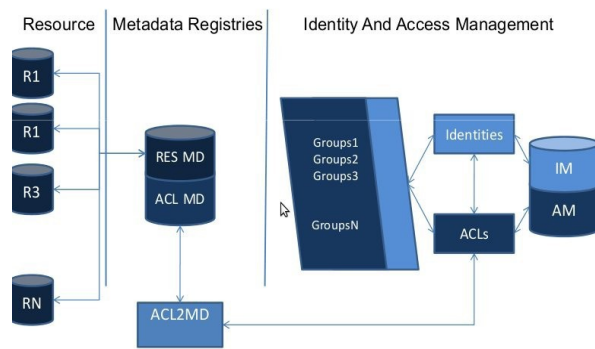 Resource
Metadata Registries
Identity And Access Management
R1
R1
R3
RN
RES MD
ACL MD
ACL2MD
Groups1
Groups2
Groups3
GroupsN
Identities
ACLs
IM
AM